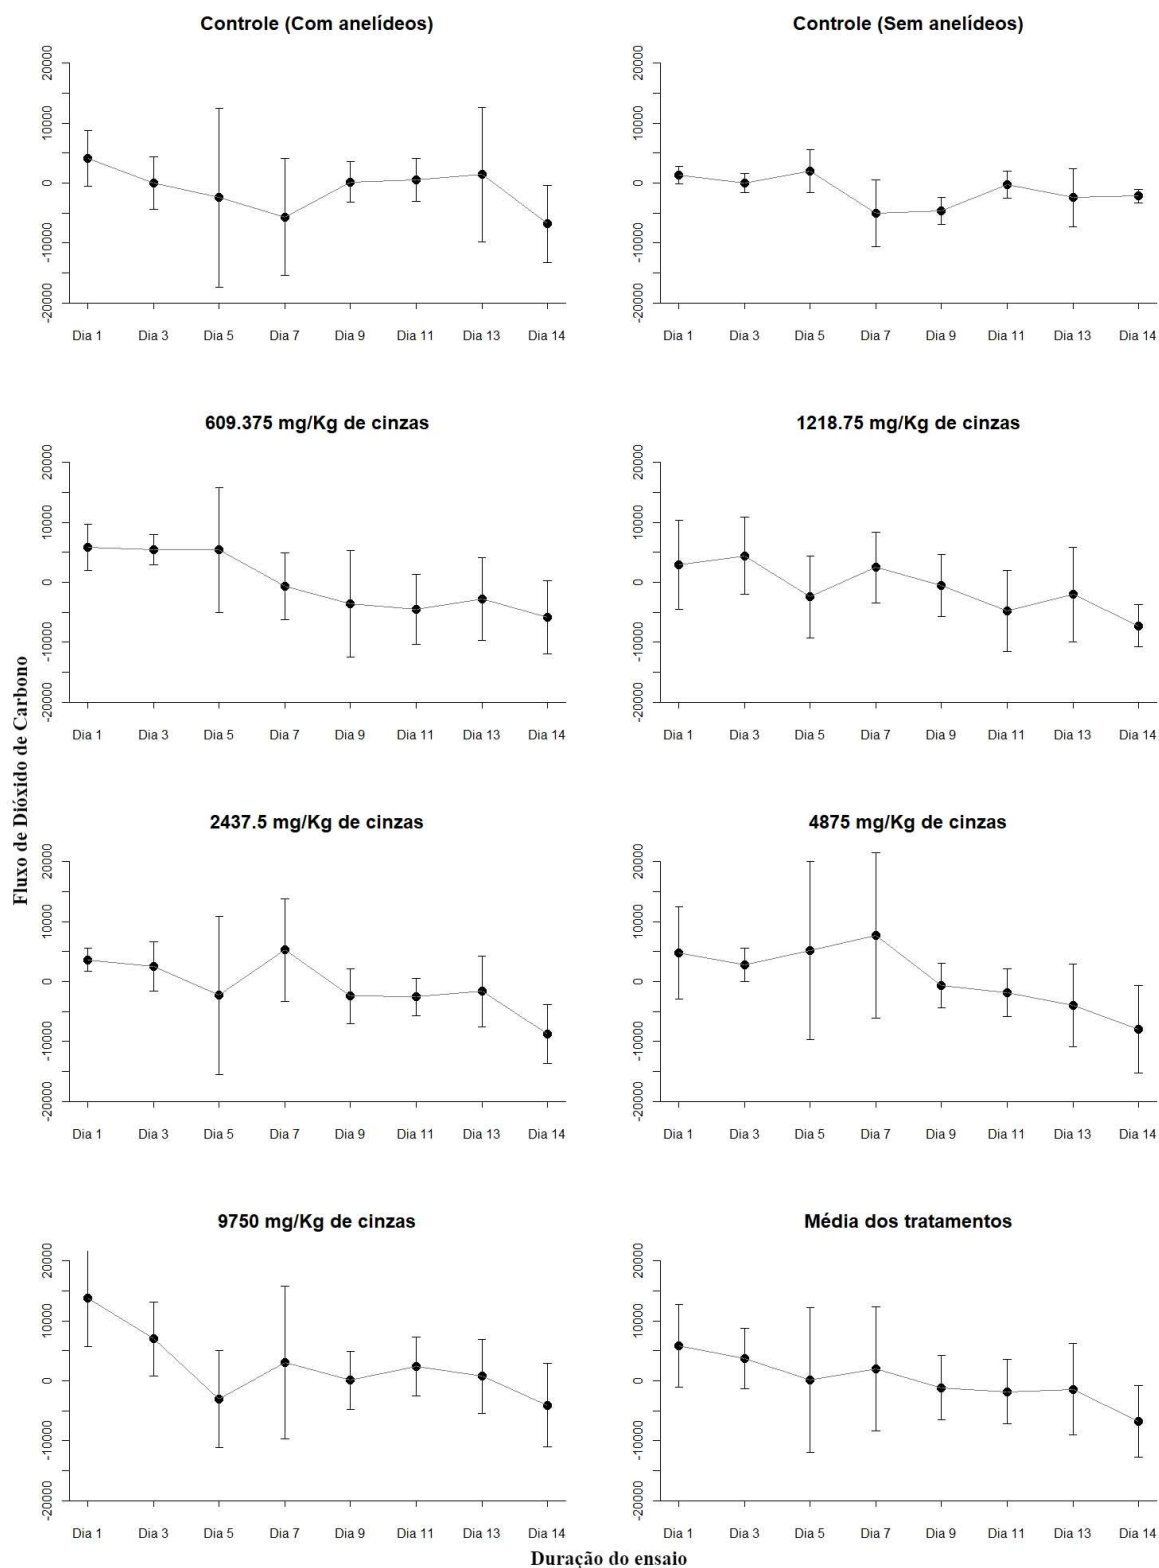 Controle (Com anelídeos)
20000
10000
0
-10000
-20000
Dia 1 Dia 3 Dia 5 Dia 7 Dia 9 Dia 11 Dia 13 Dia 14
Controle (Sem anelídeos)
20000
10000
0
-10000
-20000
Dia 1 Dia 3 Dia 5 Dia 7 Dia 9 Dia 11 Dia 13 Dia 14
609.375 mg/Kg de cinzas
20000
10000
0
-10000
-20000
Dia 1 Dia 3 Dia 5 Dia 7 Dia 9 Dia 11 Dia 13 Dia 14
1218.75 mg/Kg de cinzas
20000
10000
0
-10000
-20000
Dia 1 Dia 3 Dia 5 Dia 7 Dia 9 Dia 11 Dia 13 Dia 14
Fluxo de Dióxido de Carbono
2437.5 mg/Kg de cinzas
20000
10000
0
-10000
-20000
Dia 1 Dia 3 Dia 5 Dia 7 Dia 9 Dia 11 Dia 13 Dia 14
4875 mg/Kg de cinzas
20000
10000
0
-10000
-20000
Dia 1 Dia 3 Dia 5 Dia 7 Dia 9 Dia 11 Dia 13 Dia 14
9750 mg/Kg de cinzas
20000
10000
0
-10000
-20000
Dia 1 Dia 3 Dia 5 Dia 7 Dia 9 Dia 11 Dia 13 Dia 14
Média dos tratamentos
20000
10000
0
-10000
-20000
Dia 1 Dia 3 Dia 5 Dia 7 Dia 9 Dia 11 Dia 13 Dia 14
Duração do ensaio